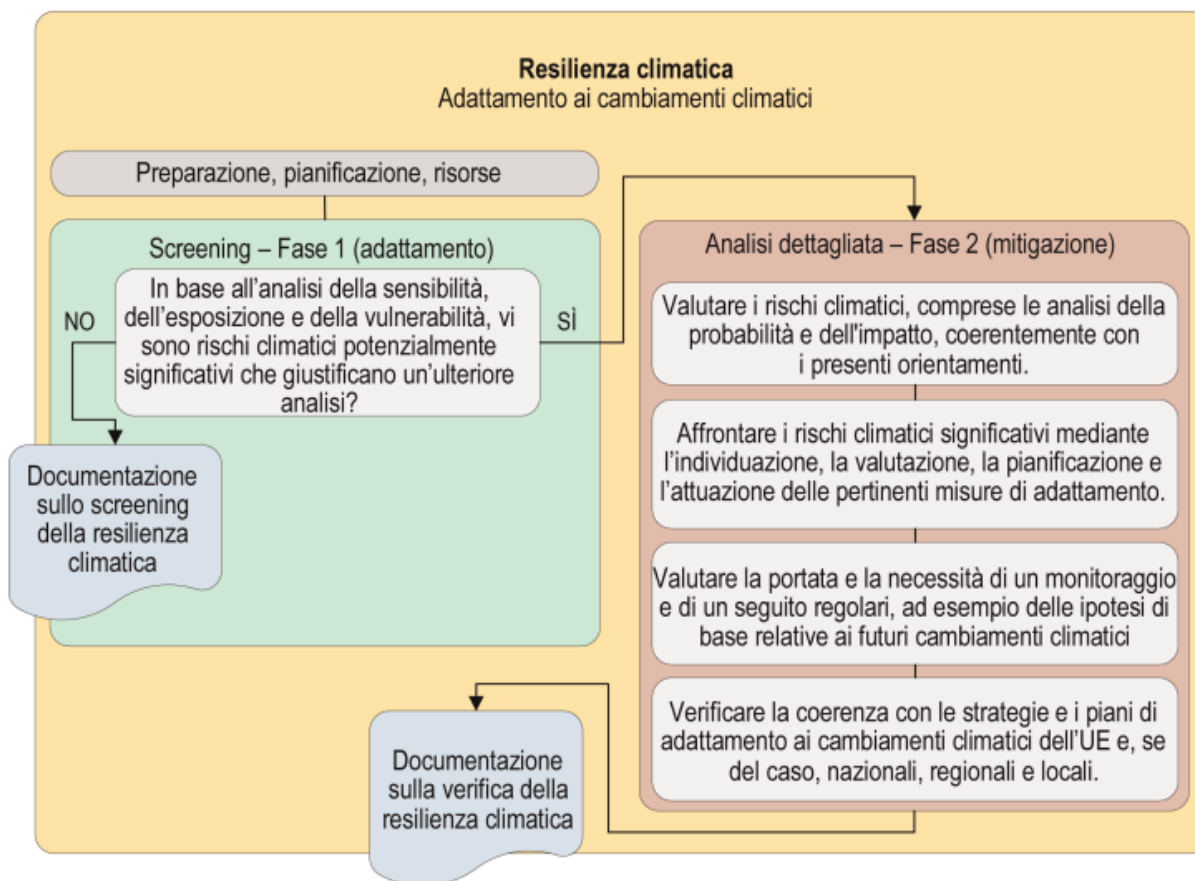 Resilienza climatica
Adattamento ai cambiamenti climatici
Preparazione, pianificazione, risorse
Screening – Fase 1 (adattamento)
In base all'analisi della sensibilità,
dell'esposizione e della vulnerabilità, vi
sono rischi climatici potenzialmente
significativi che giustificano un'ulteriore
analisi?
NO
SÌ
Documentazione
sullo screening
della resilienza
climatica
Analisi dettagliata – Fase 2 (mitigazione)
Valutare i rischi climatici, comprese le analisi della
probabilità e dell'impatto, coerentemente con
i presenti orientamenti.
Affrontare i rischi climatici significativi mediante
l'individuazione, la valutazione, la pianificazione e
l'attuazione delle pertinenti misure di adattamento.
Valutare la portata e la necessità di un monitoraggio
e di un seguito regolari, ad esempio delle ipotesi di
base relative ai futuri cambiamenti climatici
Verificare la coerenza con le strategie e i piani di
adattamento ai cambiamenti climatici dell'UE e, se
del caso, nazionali, regionali e locali.
Documentazione
sulla verifica della
resilienza climatica